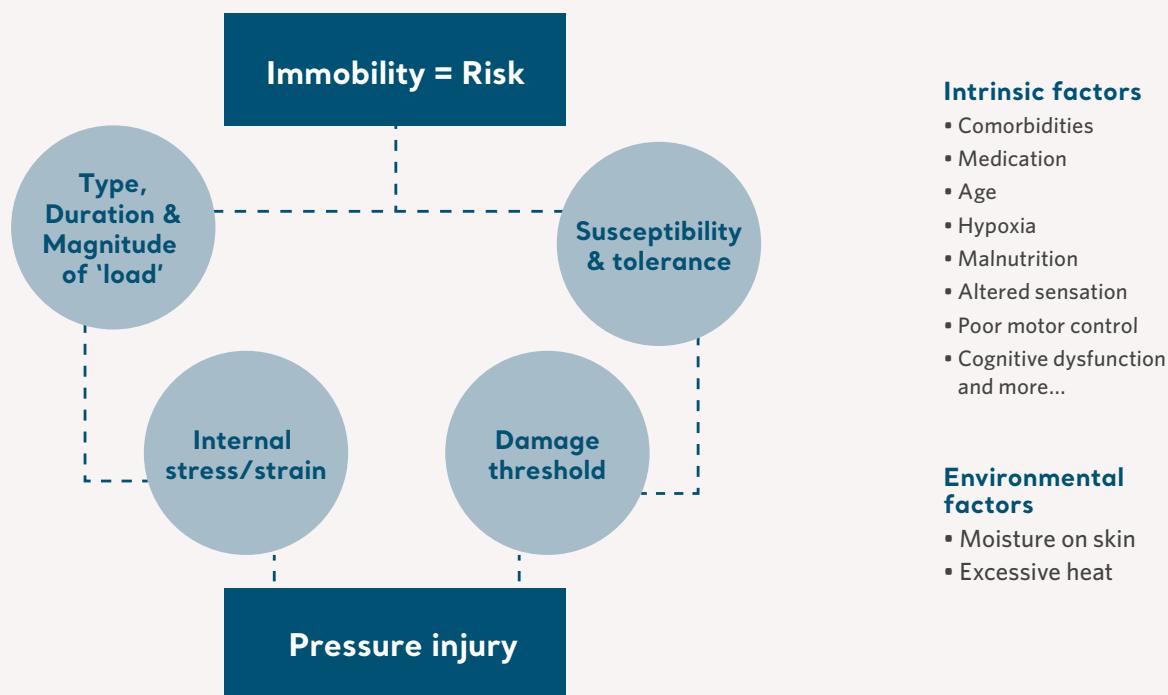 Immobility = Risk
Type,
Duration &
Magnitude
of ‘load’
Susceptibility
& tolerance
Internal
stress/strain
Damage
threshold
Pressure injury
Intrinsic factors
• Comorbidities
• Medication
• Age
• Hypoxia
• Malnutrition
• Altered sensation
• Poor motor control
• Cognitive dysfunction
and more...
Environmental
factors
• Moisture on skin
• Excessive heat